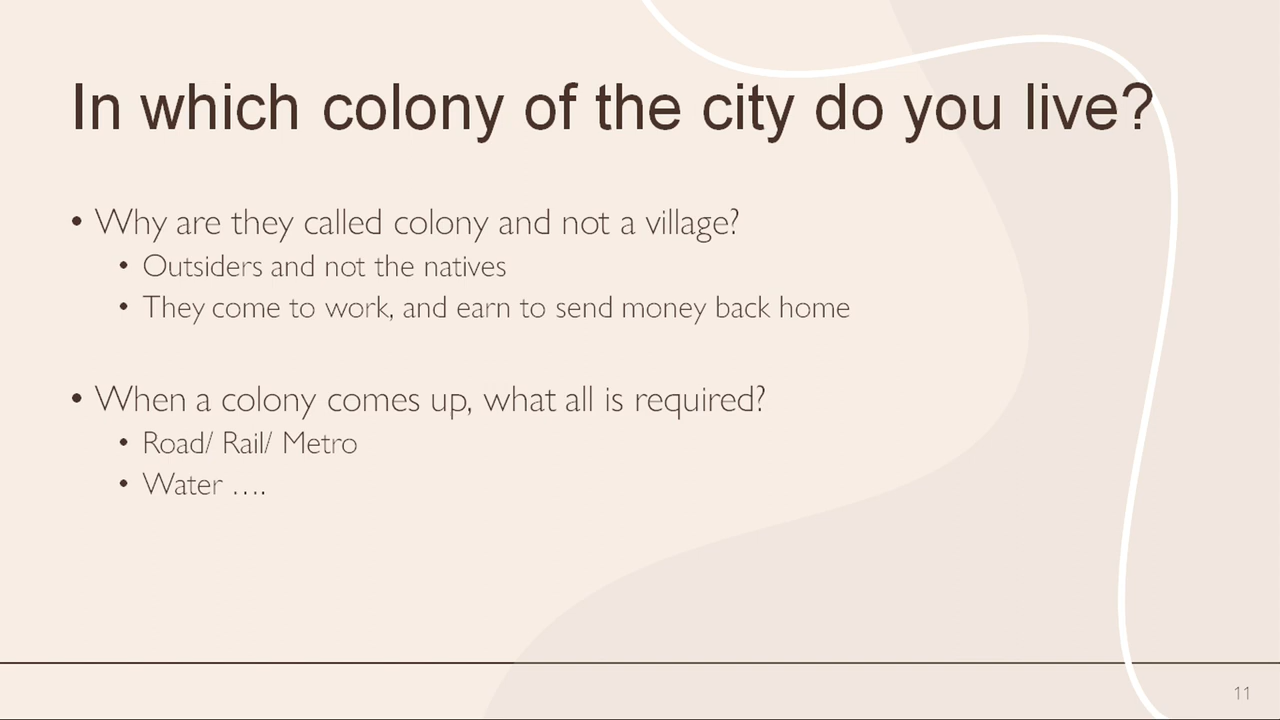 In which colony of the city do you live?
• Why are they called colony and not a village?
• Outsiders and not the natives
• They come to work, and earn to send money back home
• When a colony comes up, what all is required?
• Road/ Rail/ Metro
• Water ….
11